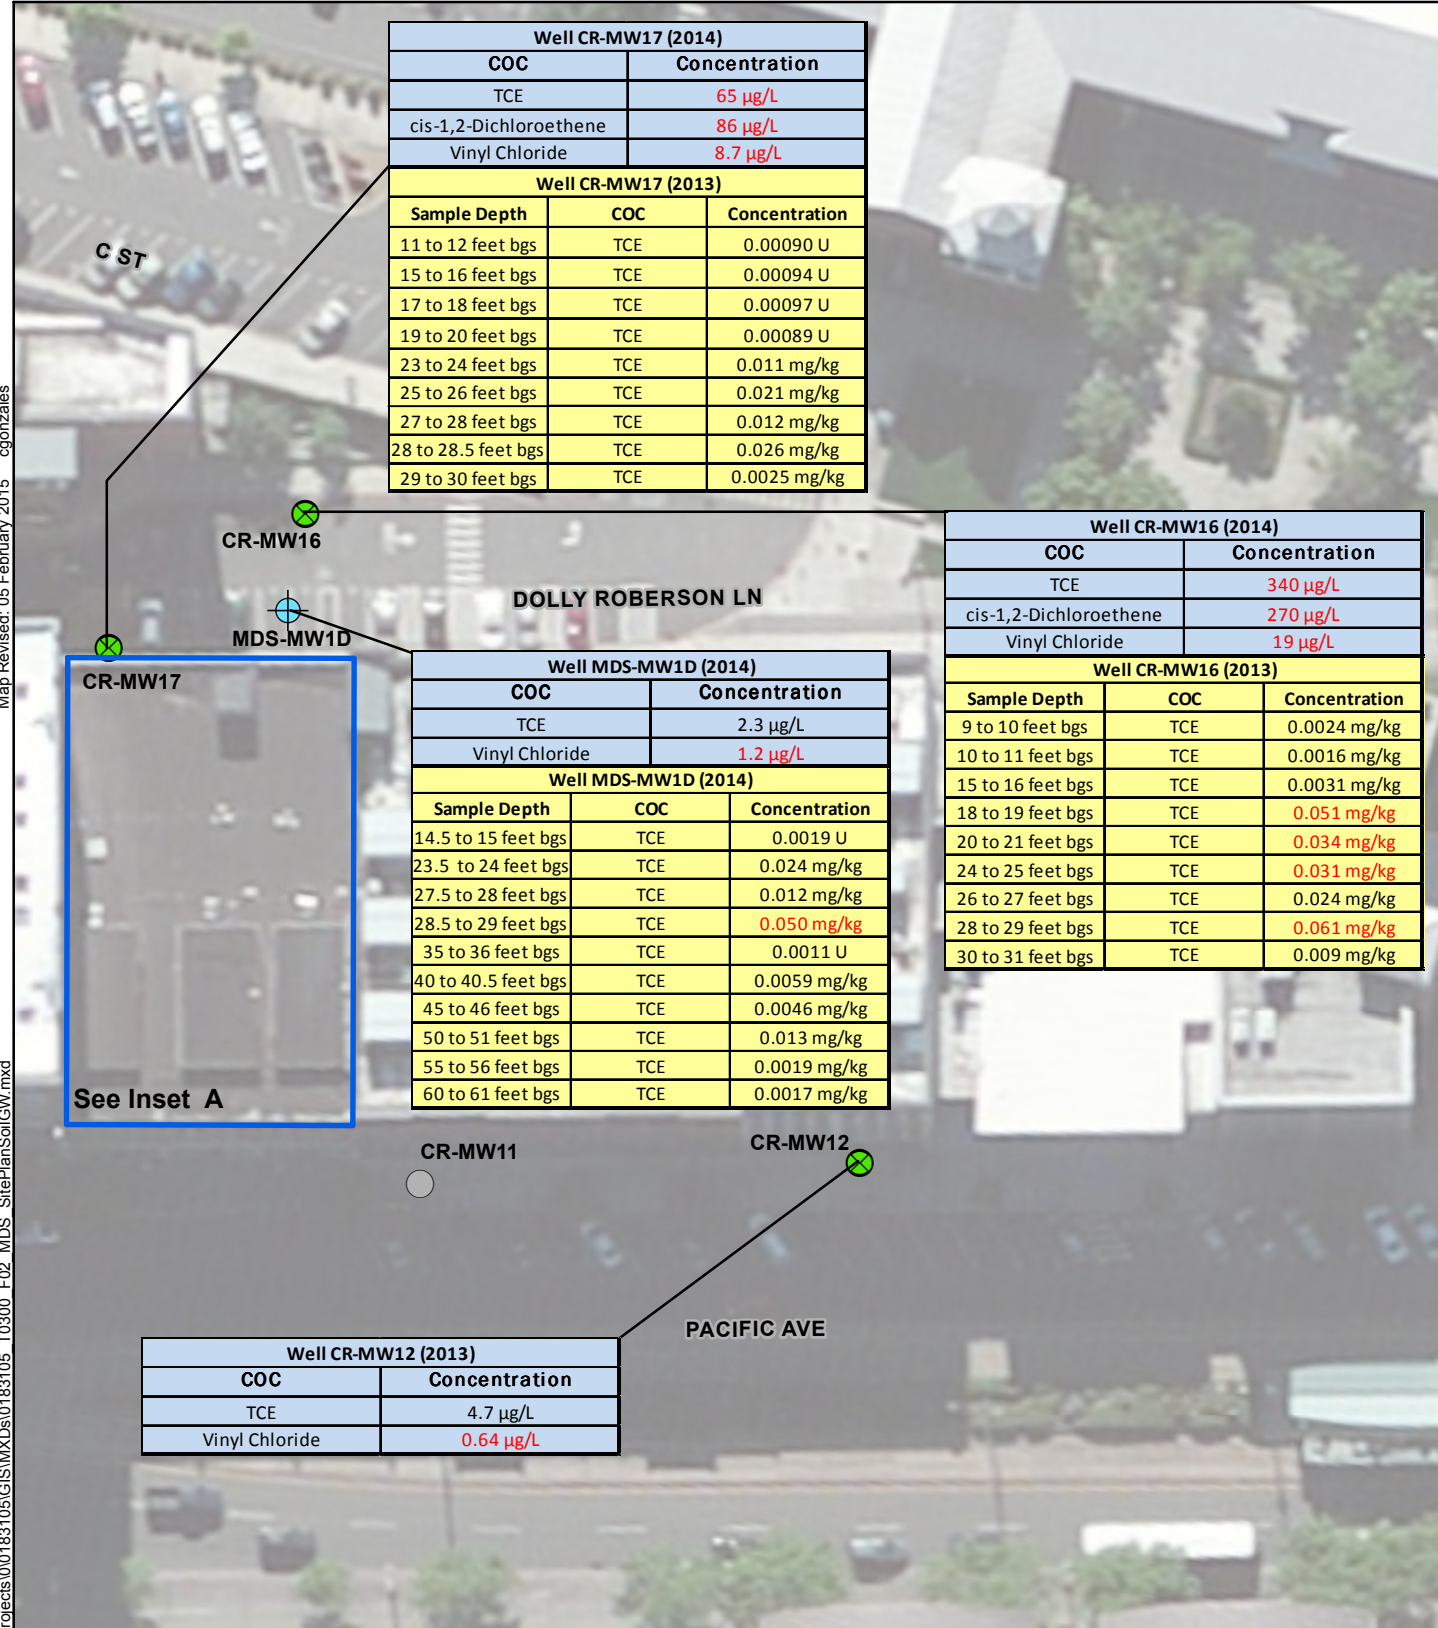 Well CR-MW17 (2014)
COC Concentration
TCE 65 µg/L
cis-1,2-Dichloroethene 86 µg/L
Vinyl Chloride 8.7 µg/L
Well CR-MW17 (2013)
Sample Depth COC Concentration
11 to 12 feet bgs TCE 0.00090 U
15 to 16 feet bgs TCE 0.00094 U
17 to 18 feet bgs TCE 0.00097 U
19 to 20 feet bgs TCE 0.00089 U
23 to 24 feet bgs TCE 0.011 mg/kg
25 to 26 feet bgs TCE 0.021 mg/kg
27 to 28 feet bgs TCE 0.012 mg/kg
28 to 28.5 feet bgs TCE 0.026 mg/kg
29 to 30 feet bgs TCE 0.0025 mg/kg
C ST
CR-MW16
DOLLY ROBERSON LN
MDS-MW1D
CR-MW17
Well CR-MW16 (2014)
COC Concentration
TCE 340 µg/L
cis-1,2-Dichloroethene 270 µg/L
Vinyl Chloride 19 µg/L
Well CR-MW16 (2013)
Sample Depth COC Concentration
9 to 10 feet bgs TCE 0.0024 mg/kg
10 to 11 feet bgs TCE 0.0016 mg/kg
15 to 16 feet bgs TCE 0.0031 mg/kg
18 to 19 feet bgs TCE 0.051 mg/kg
20 to 21 feet bgs TCE 0.034 mg/kg
24 to 25 feet bgs TCE 0.031 mg/kg
26 to 27 feet bgs TCE 0.024 mg/kg
28 to 29 feet bgs TCE 0.061 mg/kg
30 to 31 feet bgs TCE 0.009 mg/kg
Well MDS-MW1D (2014)
COC Concentration
TCE 2.3 µg/L
Vinyl Chloride 1.2 µg/L
Well MDS-MW1D (2014)
Sample Depth COC Concentration
14.5 to 15 feet bgs TCE 0.0019 U
23.5 to 24 feet bgs TCE 0.024 mg/kg
27.5 to 28 feet bgs TCE 0.012 mg/kg
28.5 to 29 feet bgs TCE 0.050 mg/kg
35 to 36 feet bgs TCE 0.0011 U
40 to 40.5 feet bgs TCE 0.0059 mg/kg
45 to 46 feet bgs TCE 0.0046 mg/kg
50 to 51 feet bgs TCE 0.013 mg/kg
55 to 56 feet bgs TCE 0.0019 mg/kg
60 to 61 feet bgs TCE 0.0017 mg/kg
See Inset A
CR-MW11
CR-MW12
PACIFIC AVE
Well CR-MW12 (2013)
COC Concentration
TCE 4.7 µg/L
Vinyl Chloride 0.64 µg/L
rojects\0\0183105\GIS\MXDs\0183105_T0300_F02_MDS_SitePlanSoilGW.mxd
Map Revised: 05 February 2015 cgonzales